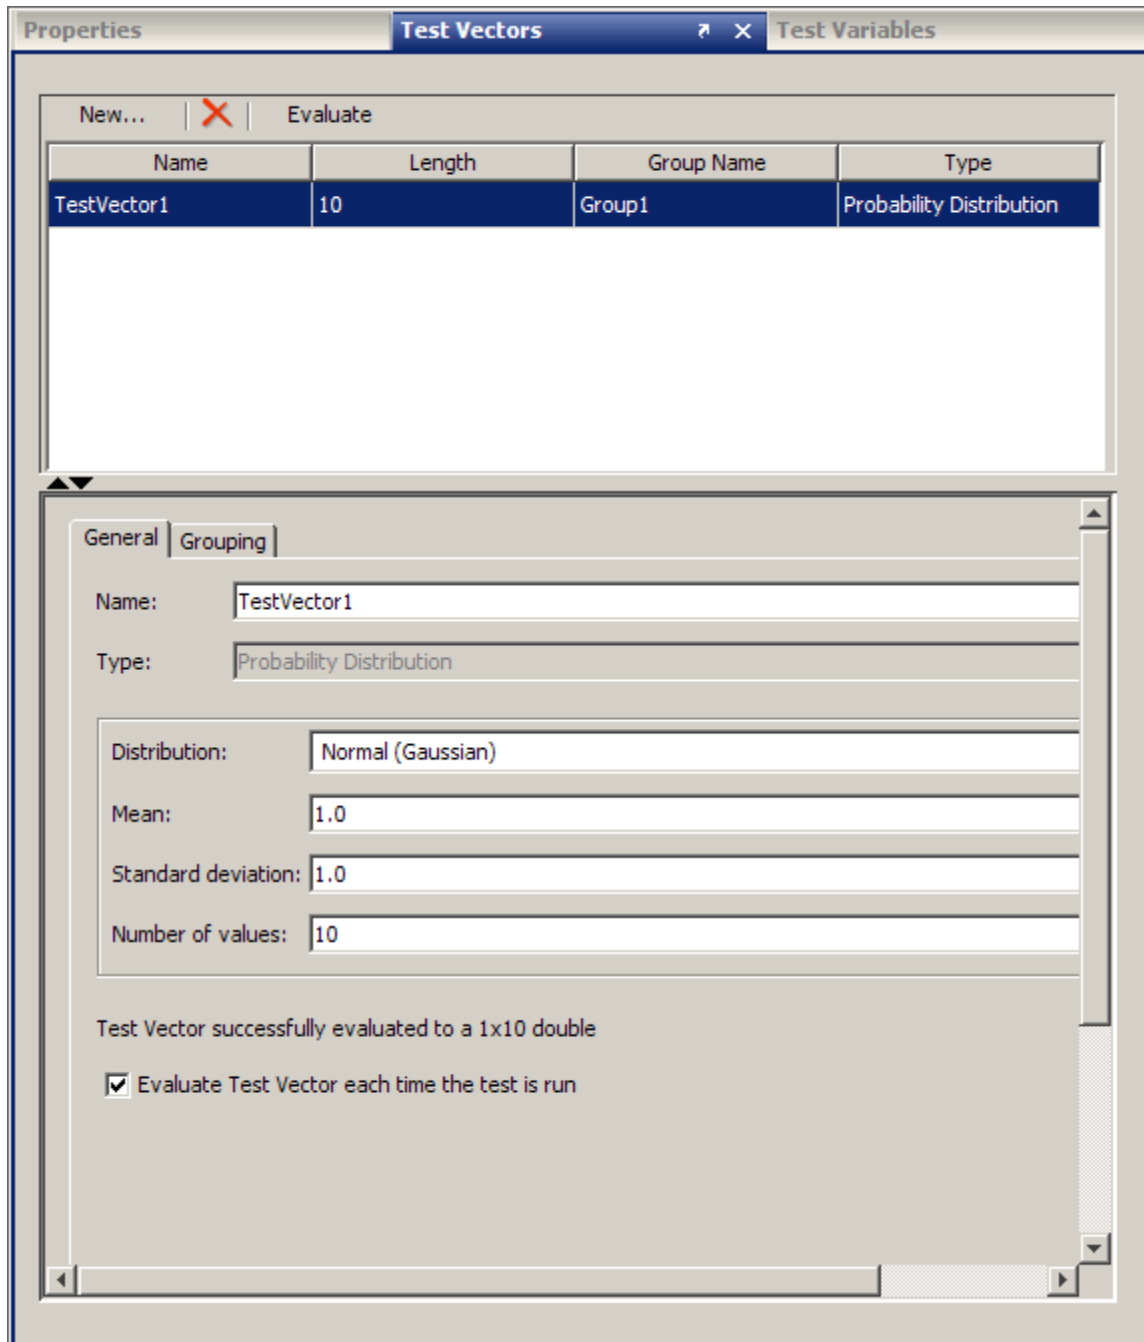 Properties Test Vectors Test Variables
New... Evaluate
Name Length Group Name Type
TestVector1 10 Group1 Probability Distribution
General Grouping
Name: TestVector1
Type: Probability Distribution
Distribution: Normal (Gaussian)
Mean: 1.0
Standard deviation: 1.0
Number of values: 10
Test Vector successfully evaluated to a 1x10 double
Evaluate Test Vector each time the test is run